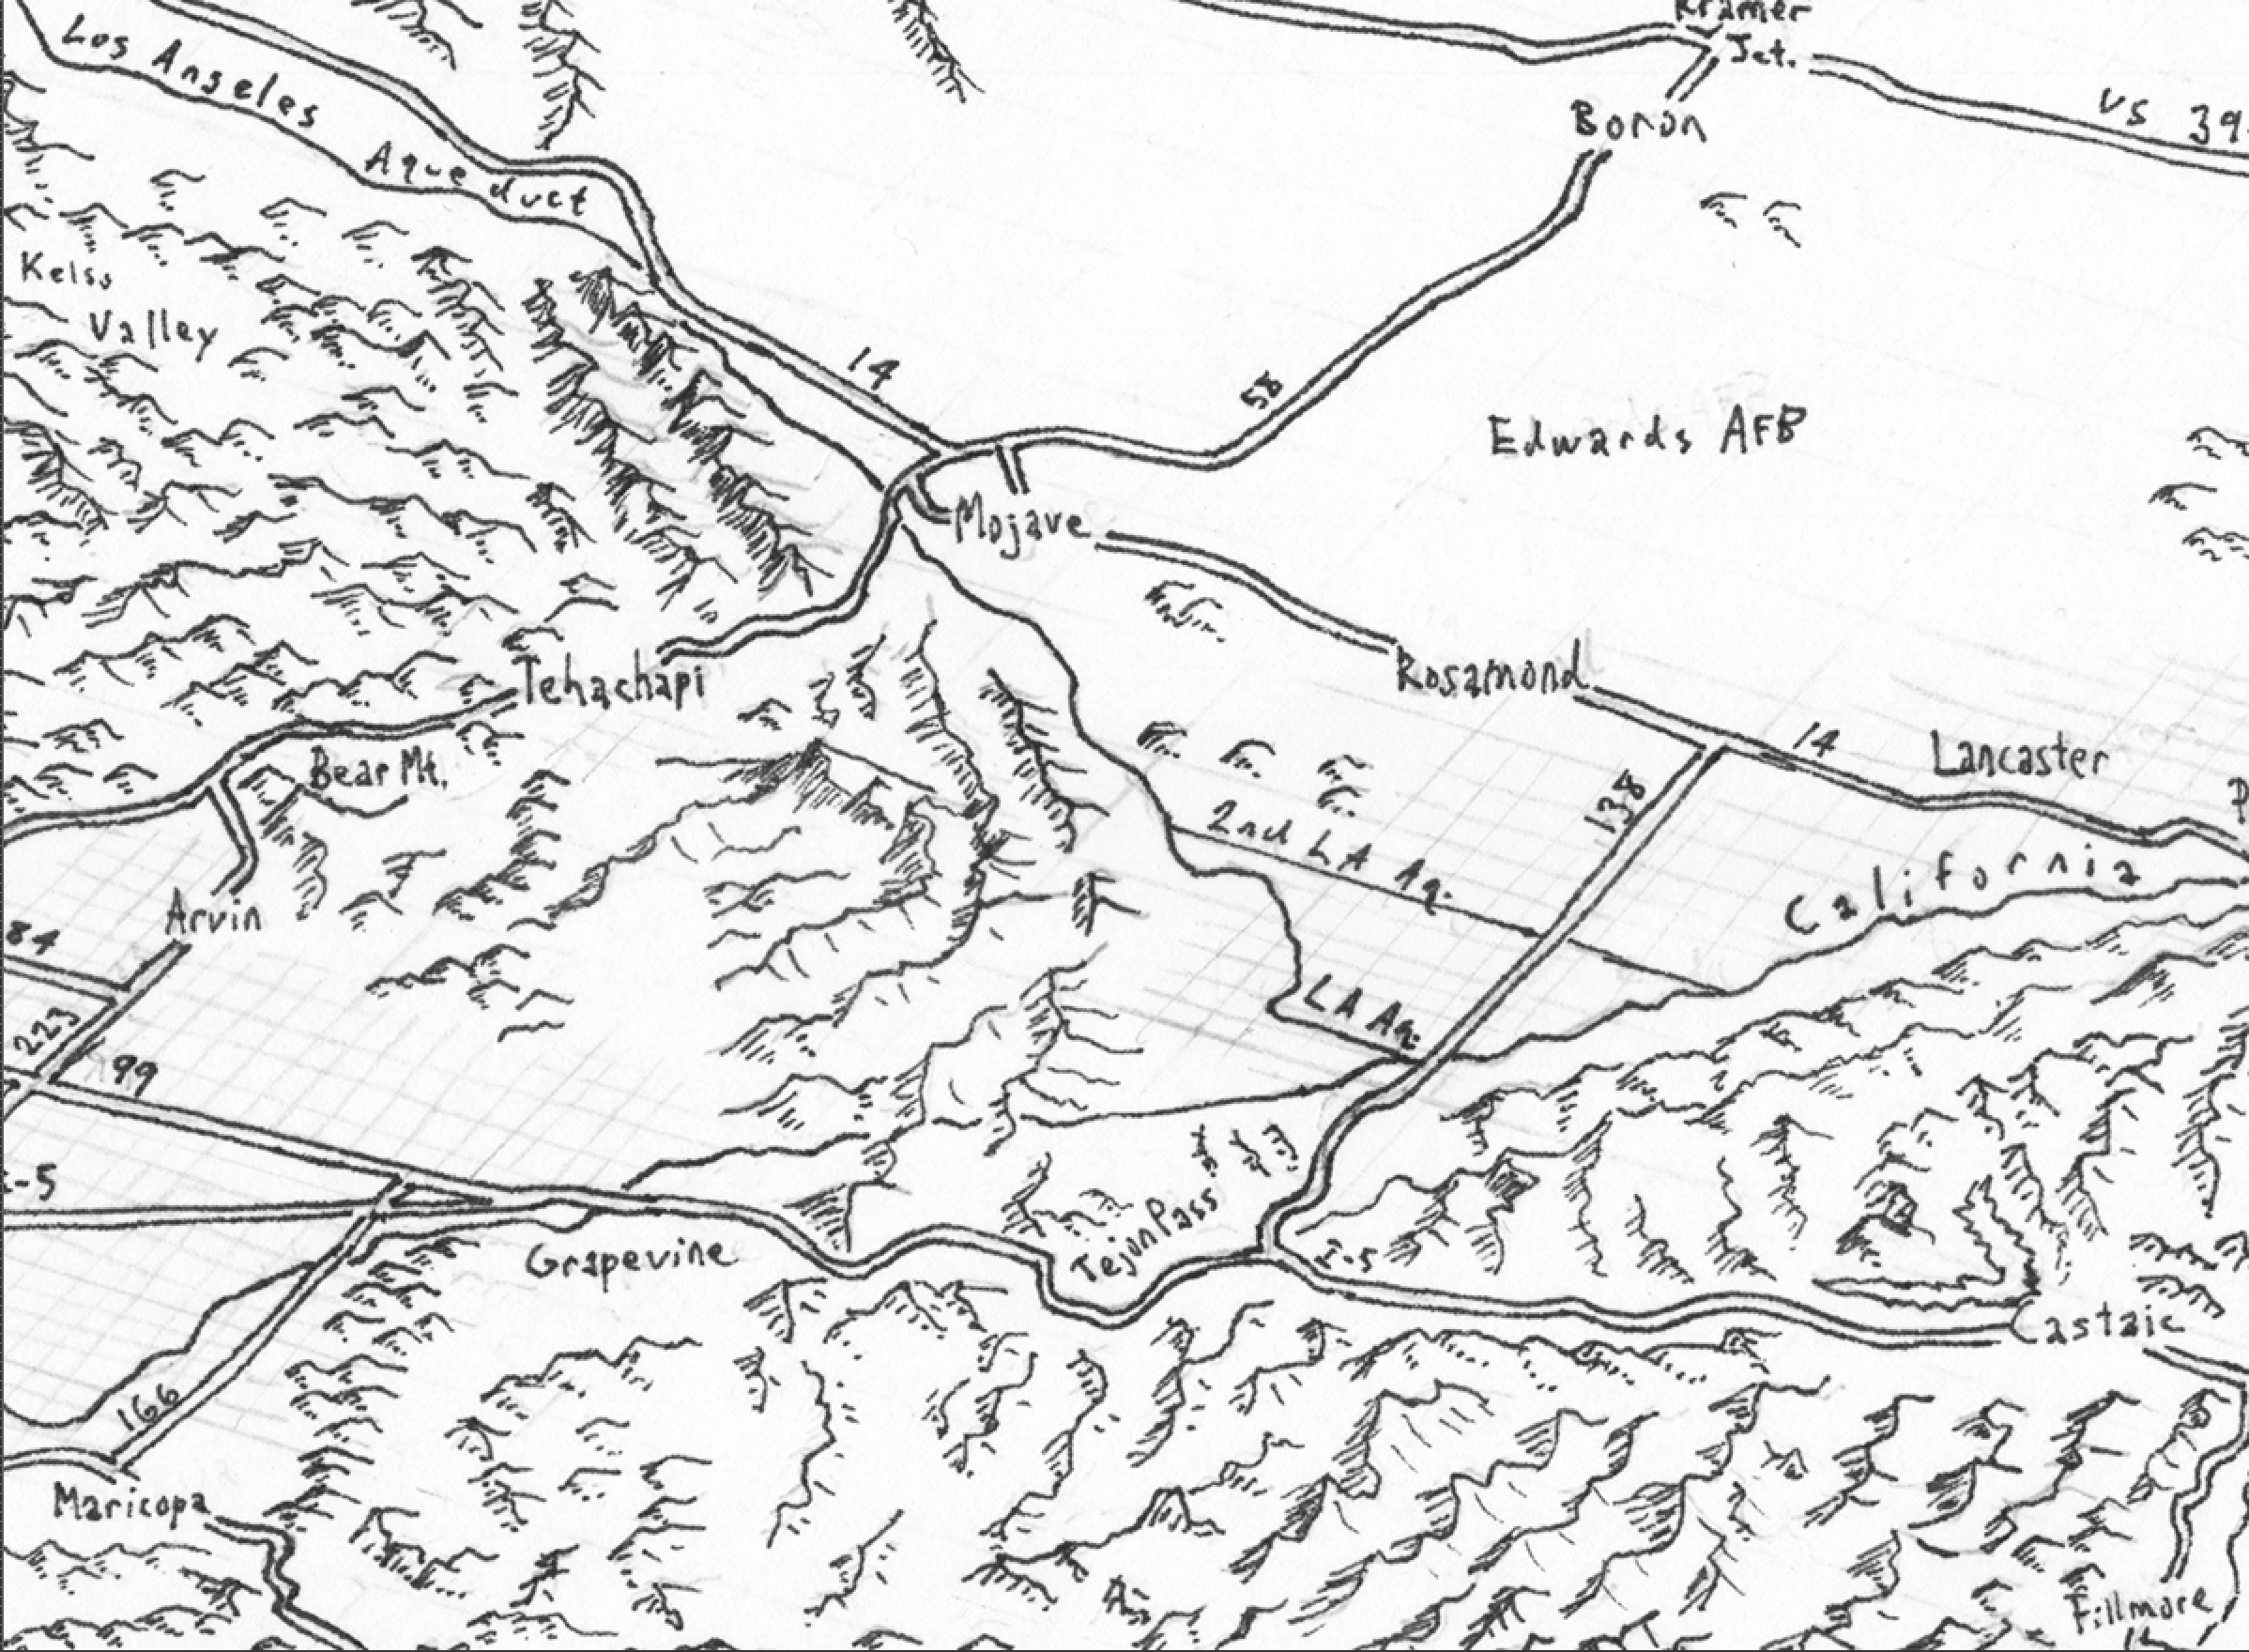 Kramer
Jct.
Los Angeles
Aqueduct
US 39
Boron
Kelso
Valley
14
58
Edwards AFB
Mojave
Tehachapi
Rosamond
14
Lancaster
P
Bear Mt.
138
2nd LA Aq.
California
Arvin
84
LA Aq.
223
99
I-5
Tejon Pass
Grapevine
I-5
Castaic
166
Maricopa
Fillmore